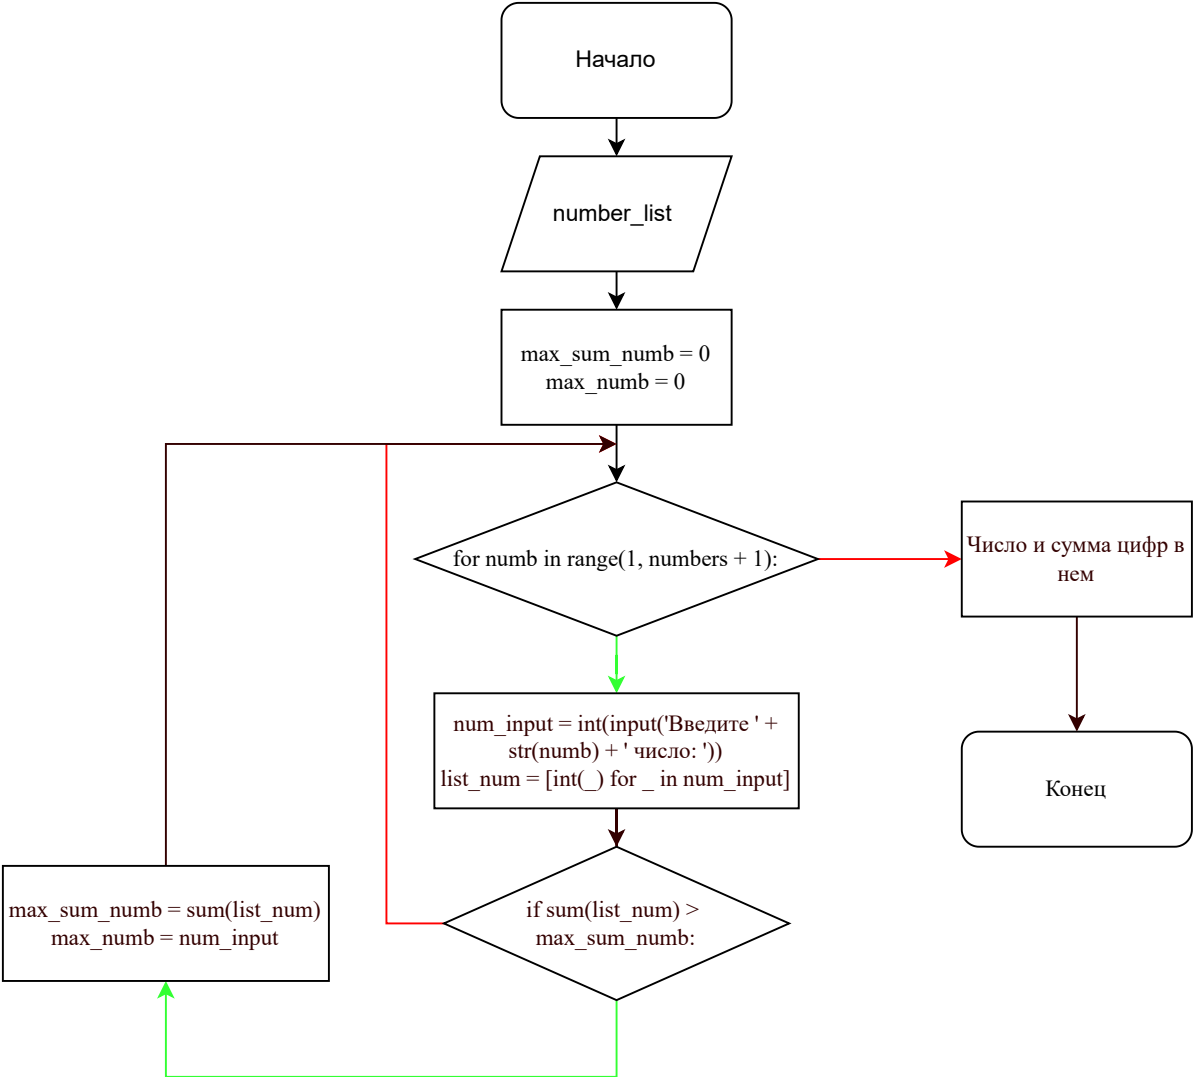 Начало
number_list
max_sum_numb = 0
max_numb = 0
for numb in range(1, numbers + 1):
Число и сумма цифр в
нем
num_input = int(input('Введите ' +
str(numb) + ' число: '))
list_num = [int(_) for _ in num_input]
Конец
if sum(list_num) >
max_sum_numb:
max_sum_numb = sum(list_num)
max_numb = num_input